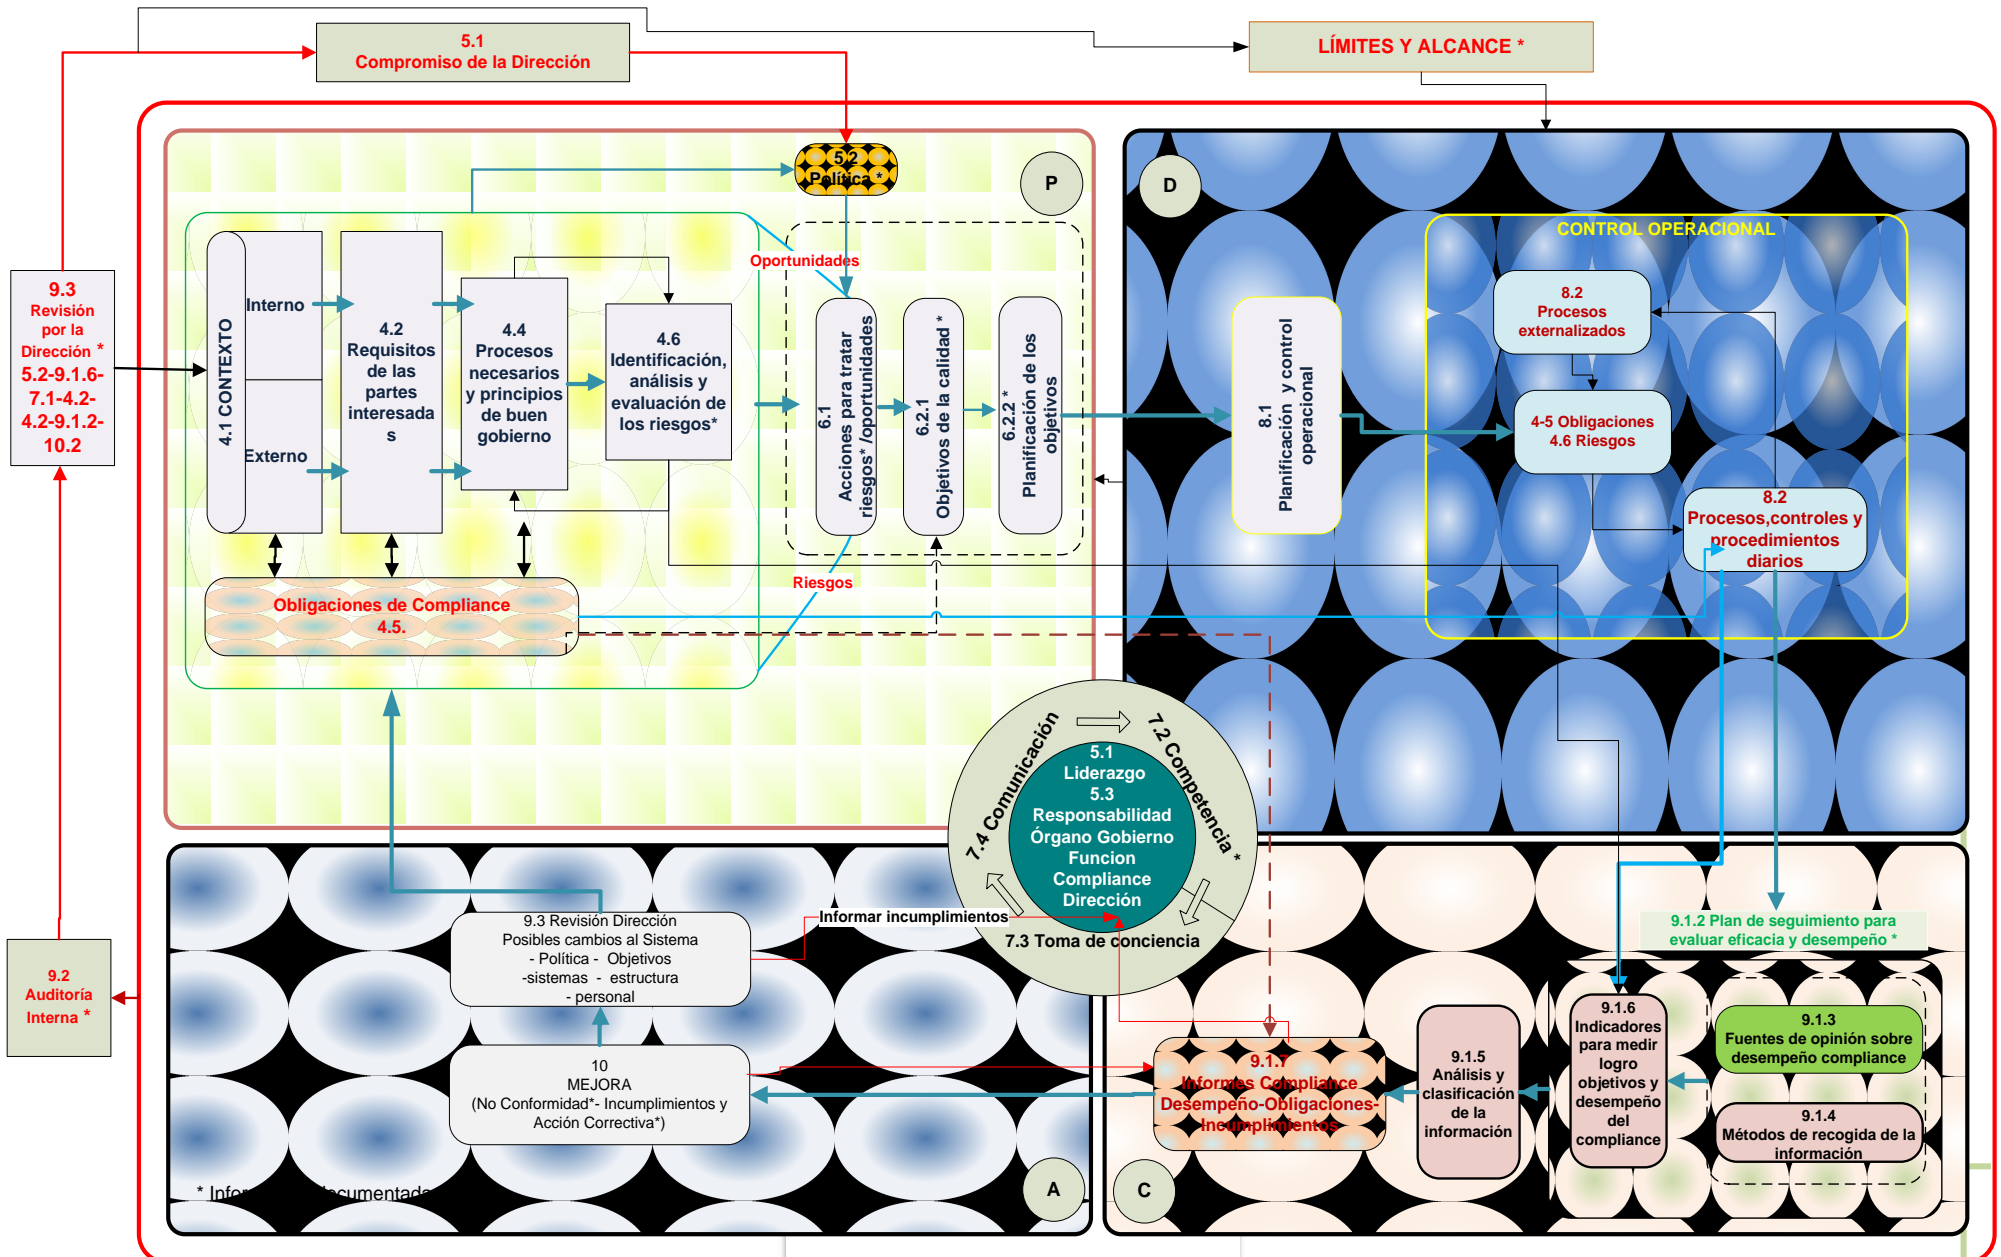 5.1
Compromiso de la Dirección
LÍMITES Y ALCANCE *
5.2
Política *
P
D
CONTROL OPERACIONAL
Oportunidades
9.3
Revisión
por la
Dirección *
5.2-9.1.6-
7.1-4.2-
4.2-9.1.2-
10.2
4.1 CONTEXTO
Interno
Externo
4.2
Requisitos
de las
partes
interesada
s
4.4
Procesos
necesarios
y principios
de buen
gobierno
4.6
Identificación,
análisis y
evaluación de
los riesgos*
6.1
Acciones para tratar
riesgos* /oportunidades
6.2.1
Objetivos de la calidad *
6.2.2 *
Planificación de los
objetivos
8.1
Planificación y control
operacional
8.2
Procesos
externalizados
4-5 Obligaciones
4.6 Riesgos
8.2
Procesos,controles y
procedimientos
diarios
Riesgos
Obligaciones de Compliance
4.5.
7.4 Comunicación
7.2 Competencia *
7.3 Toma de conciencia
5.1
Liderazgo
5.3
Responsabilidad
Órgano Gobierno
Funcion
Compliance
Dirección
9.3 Revisión Dirección
Posibles cambios al Sistema
- Política - Objetivos
-sistemas - estructura
- personal
Informar incumplimientos
9.1.2 Plan de seguimiento para
evaluar eficacia y desempeño *
9.2
Auditoría
Interna *
10
MEJORA
(No Conformidad*- Incumplimientos y
Acción Correctiva*)
9.1.7
Informes Compliance
Desempeño-Obligaciones-
Incumplimientos
9.1.5
Análisis y
clasificación
de la
información
9.1.6
Indicadores
para medir
logro
objetivos y
desempeño
del
compliance
9.1.3
Fuentes de opinión sobre
desempeño compliance
9.1.4
Métodos de recogida de la
información
* Información documentada
A
C